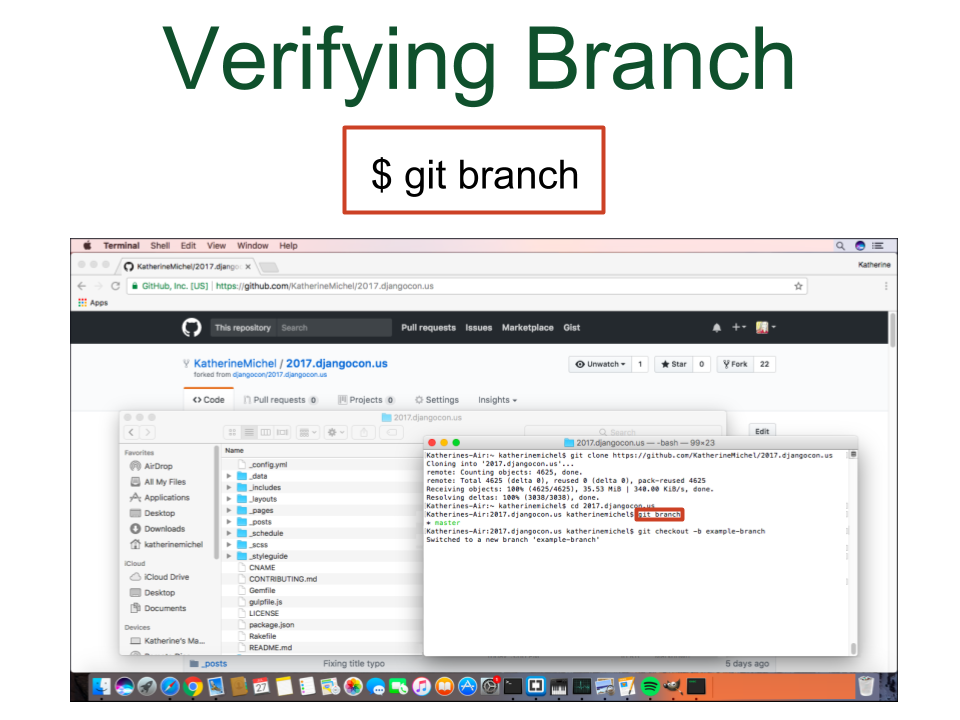 Verifying Branch
$ git branch
Terminal Shell Edit View Window Help
KatherineMichel/2017.django
Katherine
GitHub, Inc. [US] https://github.com/KatherineMichel/2017.djangocon.us
Apps
This repository Search Pull requests Issues Marketplace Gist
KatherineMichel / 2017.djangocon.us
Unwatch 1 Star 0 Fork 22
forked from djangocon/2017.djangocon.us
Code Pull requests 0 Projects 0 Settings Insights
2017.djangocon.us
Search
Edit
Favorites
AirDrop
All My Files
Applications
Desktop
Downloads
katherinemichel
iCloud
iCloud Drive
Desktop
Documents
Devices
Katherine's Ma...
Name
_config.yml
_data
_includes
_layouts
_pages
_posts
_schedule
_scss
_styleguide
CNAME
CONTRIBUTING.md
Gemfile
gulpfile.js
LICENSE
package.json
Rakefile
README.md
2017.djangocon.us — -bash — 99×23
Katherines-Air:~ katherinemichel$ git clone https://github.com/KatherineMichel/2017.djangocon.us
Cloning into '2017.djangocon.us'...
remote: Counting objects: 4625, done.
remote: Total 4625 (delta 0), reused 0 (delta 0), pack-reused 4625
Receiving objects: 100% (4625/4625), 35.53 MiB | 340.00 KiB/s, done.
Resolving deltas: 100% (3038/3038), done.
Katherines-Air:~ katherinemichel$ cd 2017.djangocon.us
Katherines-Air:2017.djangocon.us katherinemichel$ git branch
* master
Katherines-Air:2017.djangocon.us katherinemichel$ git checkout -b example-branch
Switched to a new branch 'example-branch'
_posts Fixing title typo 5 days ago
27